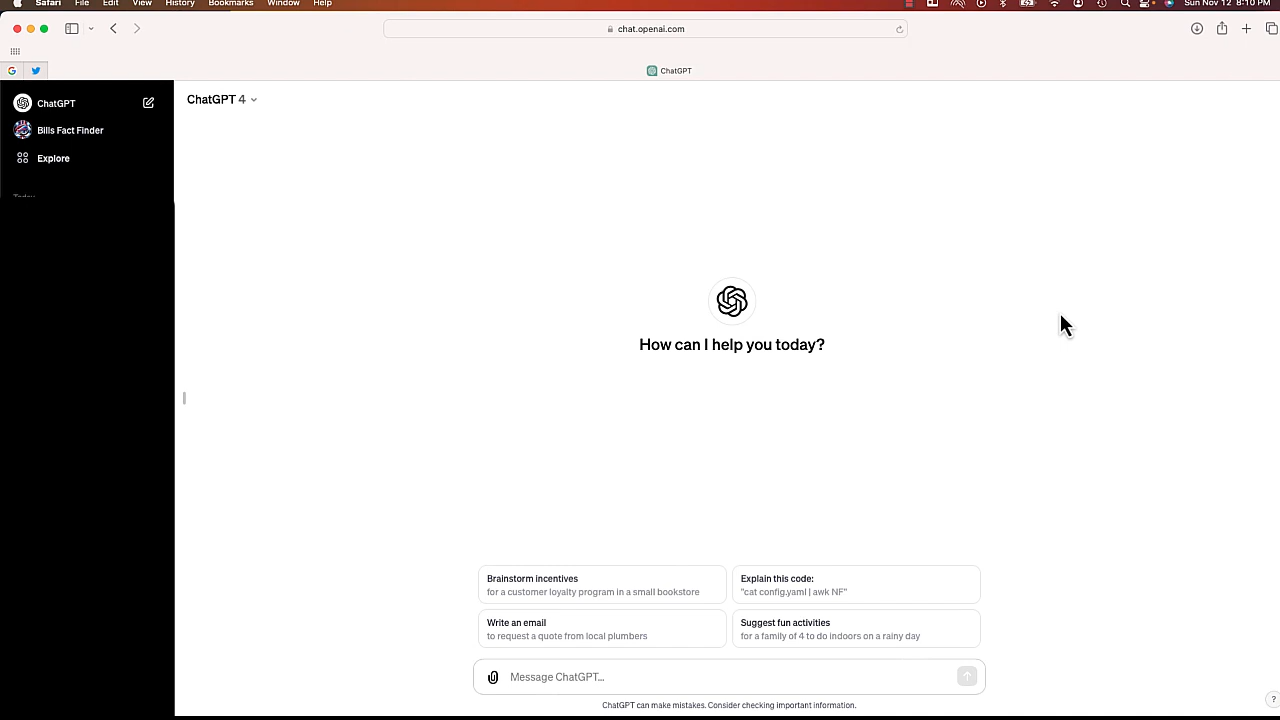 Safari File Edit View History Bookmarks Window Help Sun Nov 12 8:10 PM
chat.openai.com
G ChatGPT
ChatGPT
Bills Fact Finder
Explore
Today
ChatGPT 4
How can I help you today?
Brainstorm incentives
for a customer loyalty program in a small bookstore
Explain this code:
"cat config.yaml | awk NF"
Write an email
to request a quote from local plumbers
Suggest fun activities
for a family of 4 to do indoors on a rainy day
Message ChatGPT...
ChatGPT can make mistakes. Consider checking important information.
?